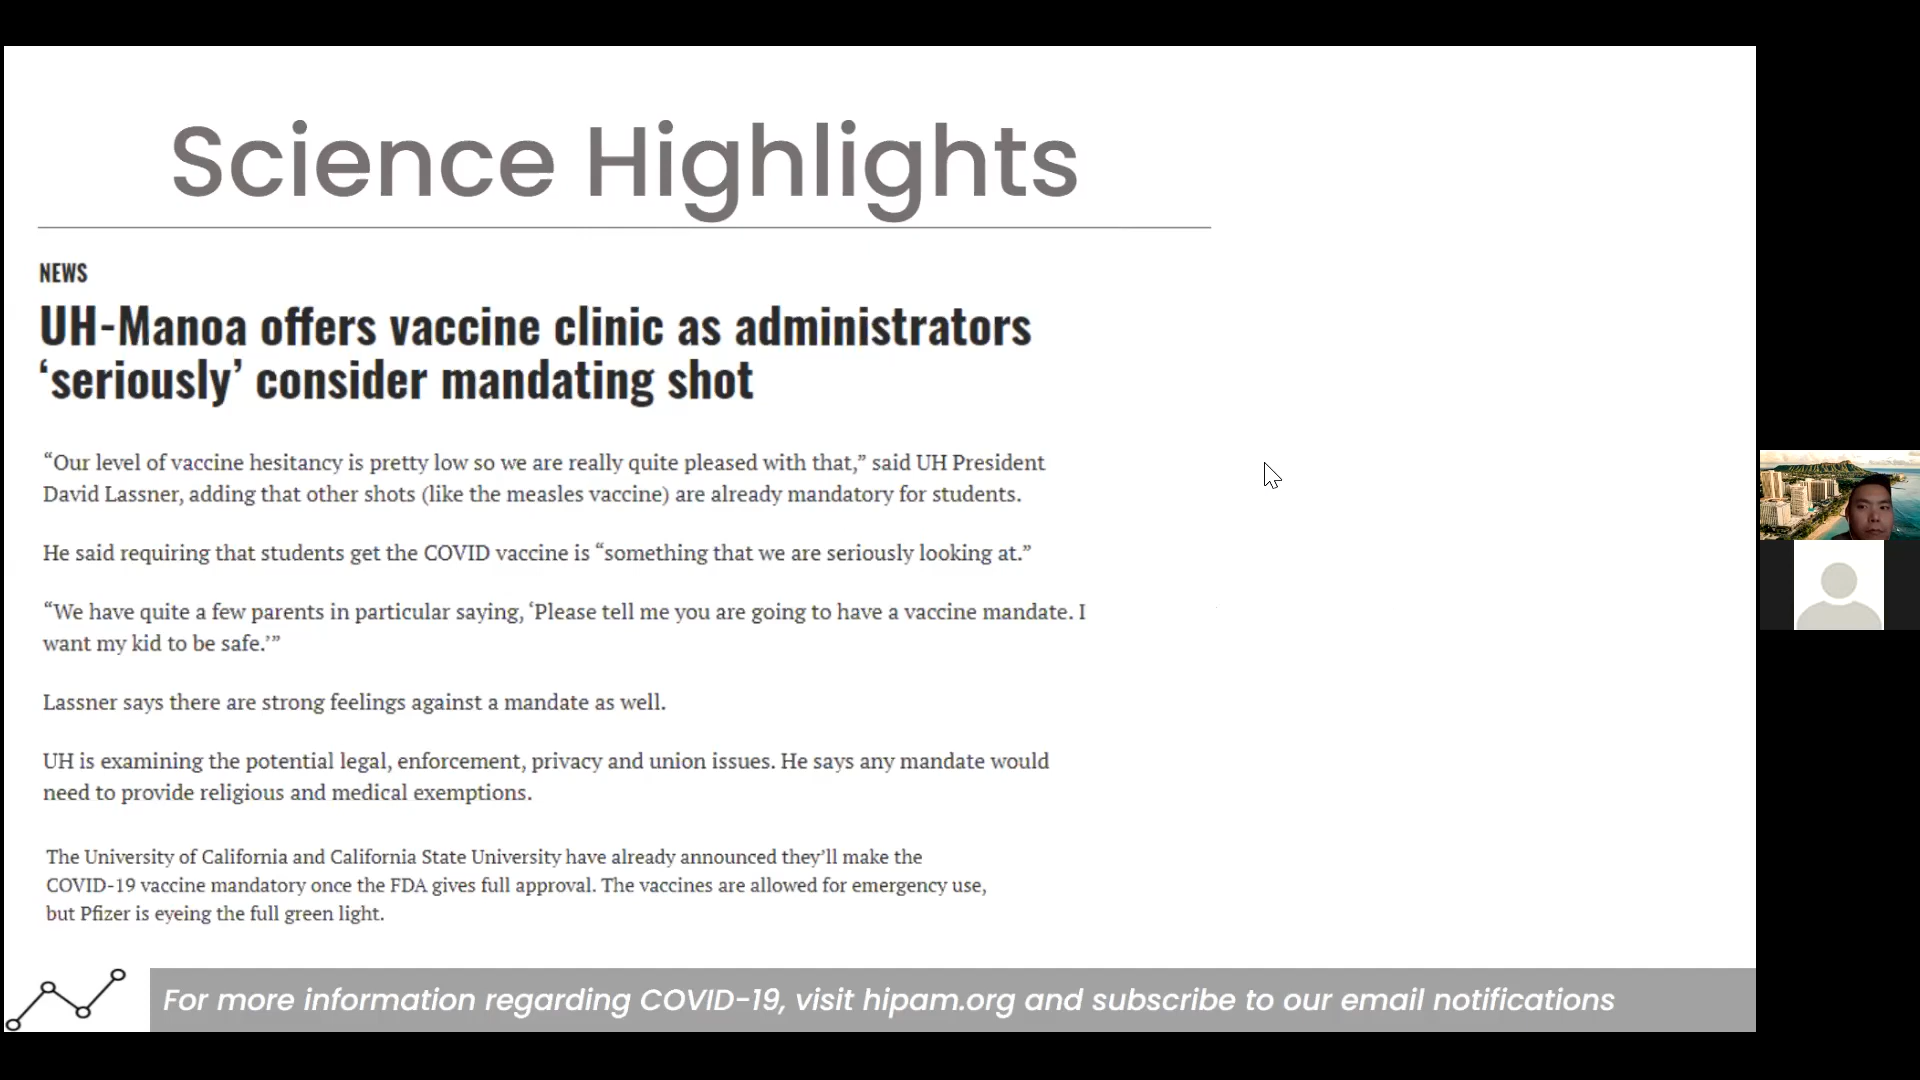 Science Highlights
NEWS
UH-Manoa offers vaccine clinic as administrators
‘seriously’ consider mandating shot
“Our level of vaccine hesitancy is pretty low so we are really quite pleased with that,” said UH President
David Lassner, adding that other shots (like the measles vaccine) are already mandatory for students.
He said requiring that students get the COVID vaccine is “something that we are seriously looking at.”
“We have quite a few parents in particular saying, ‘Please tell me you are going to have a vaccine mandate. I
want my kid to be safe.’”
Lassner says there are strong feelings against a mandate as well.
UH is examining the potential legal, enforcement, privacy and union issues. He says any mandate would
need to provide religious and medical exemptions.
The University of California and California State University have already announced they’ll make the
COVID-19 vaccine mandatory once the FDA gives full approval. The vaccines are allowed for emergency use,
but Pfizer is eyeing the full green light.
For more information regarding COVID-19, visit hipam.org and subscribe to our email notifications